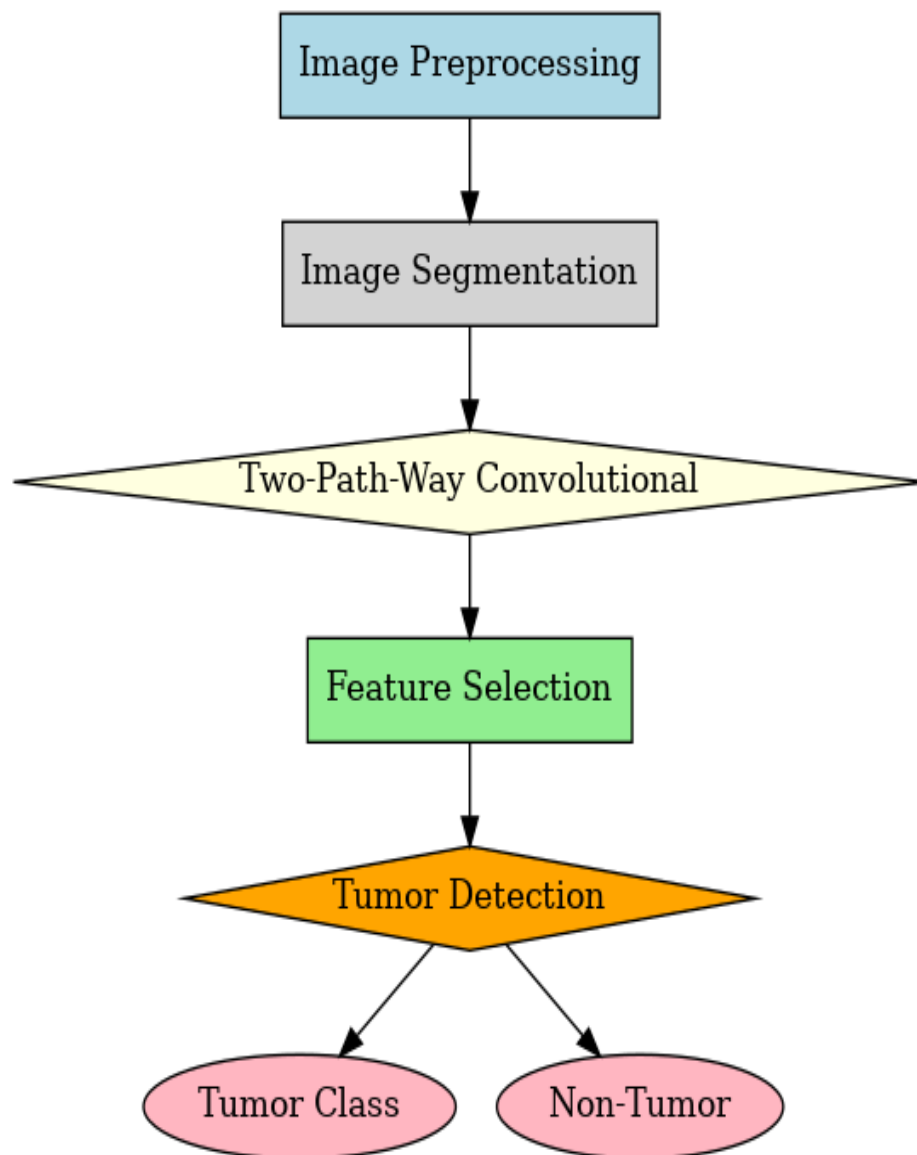 Image Preprocessing
Image Segmentation
Two-Path-Way Convolutional
Feature Selection
Tumor Detection
Tumor Class
Non-Tumor